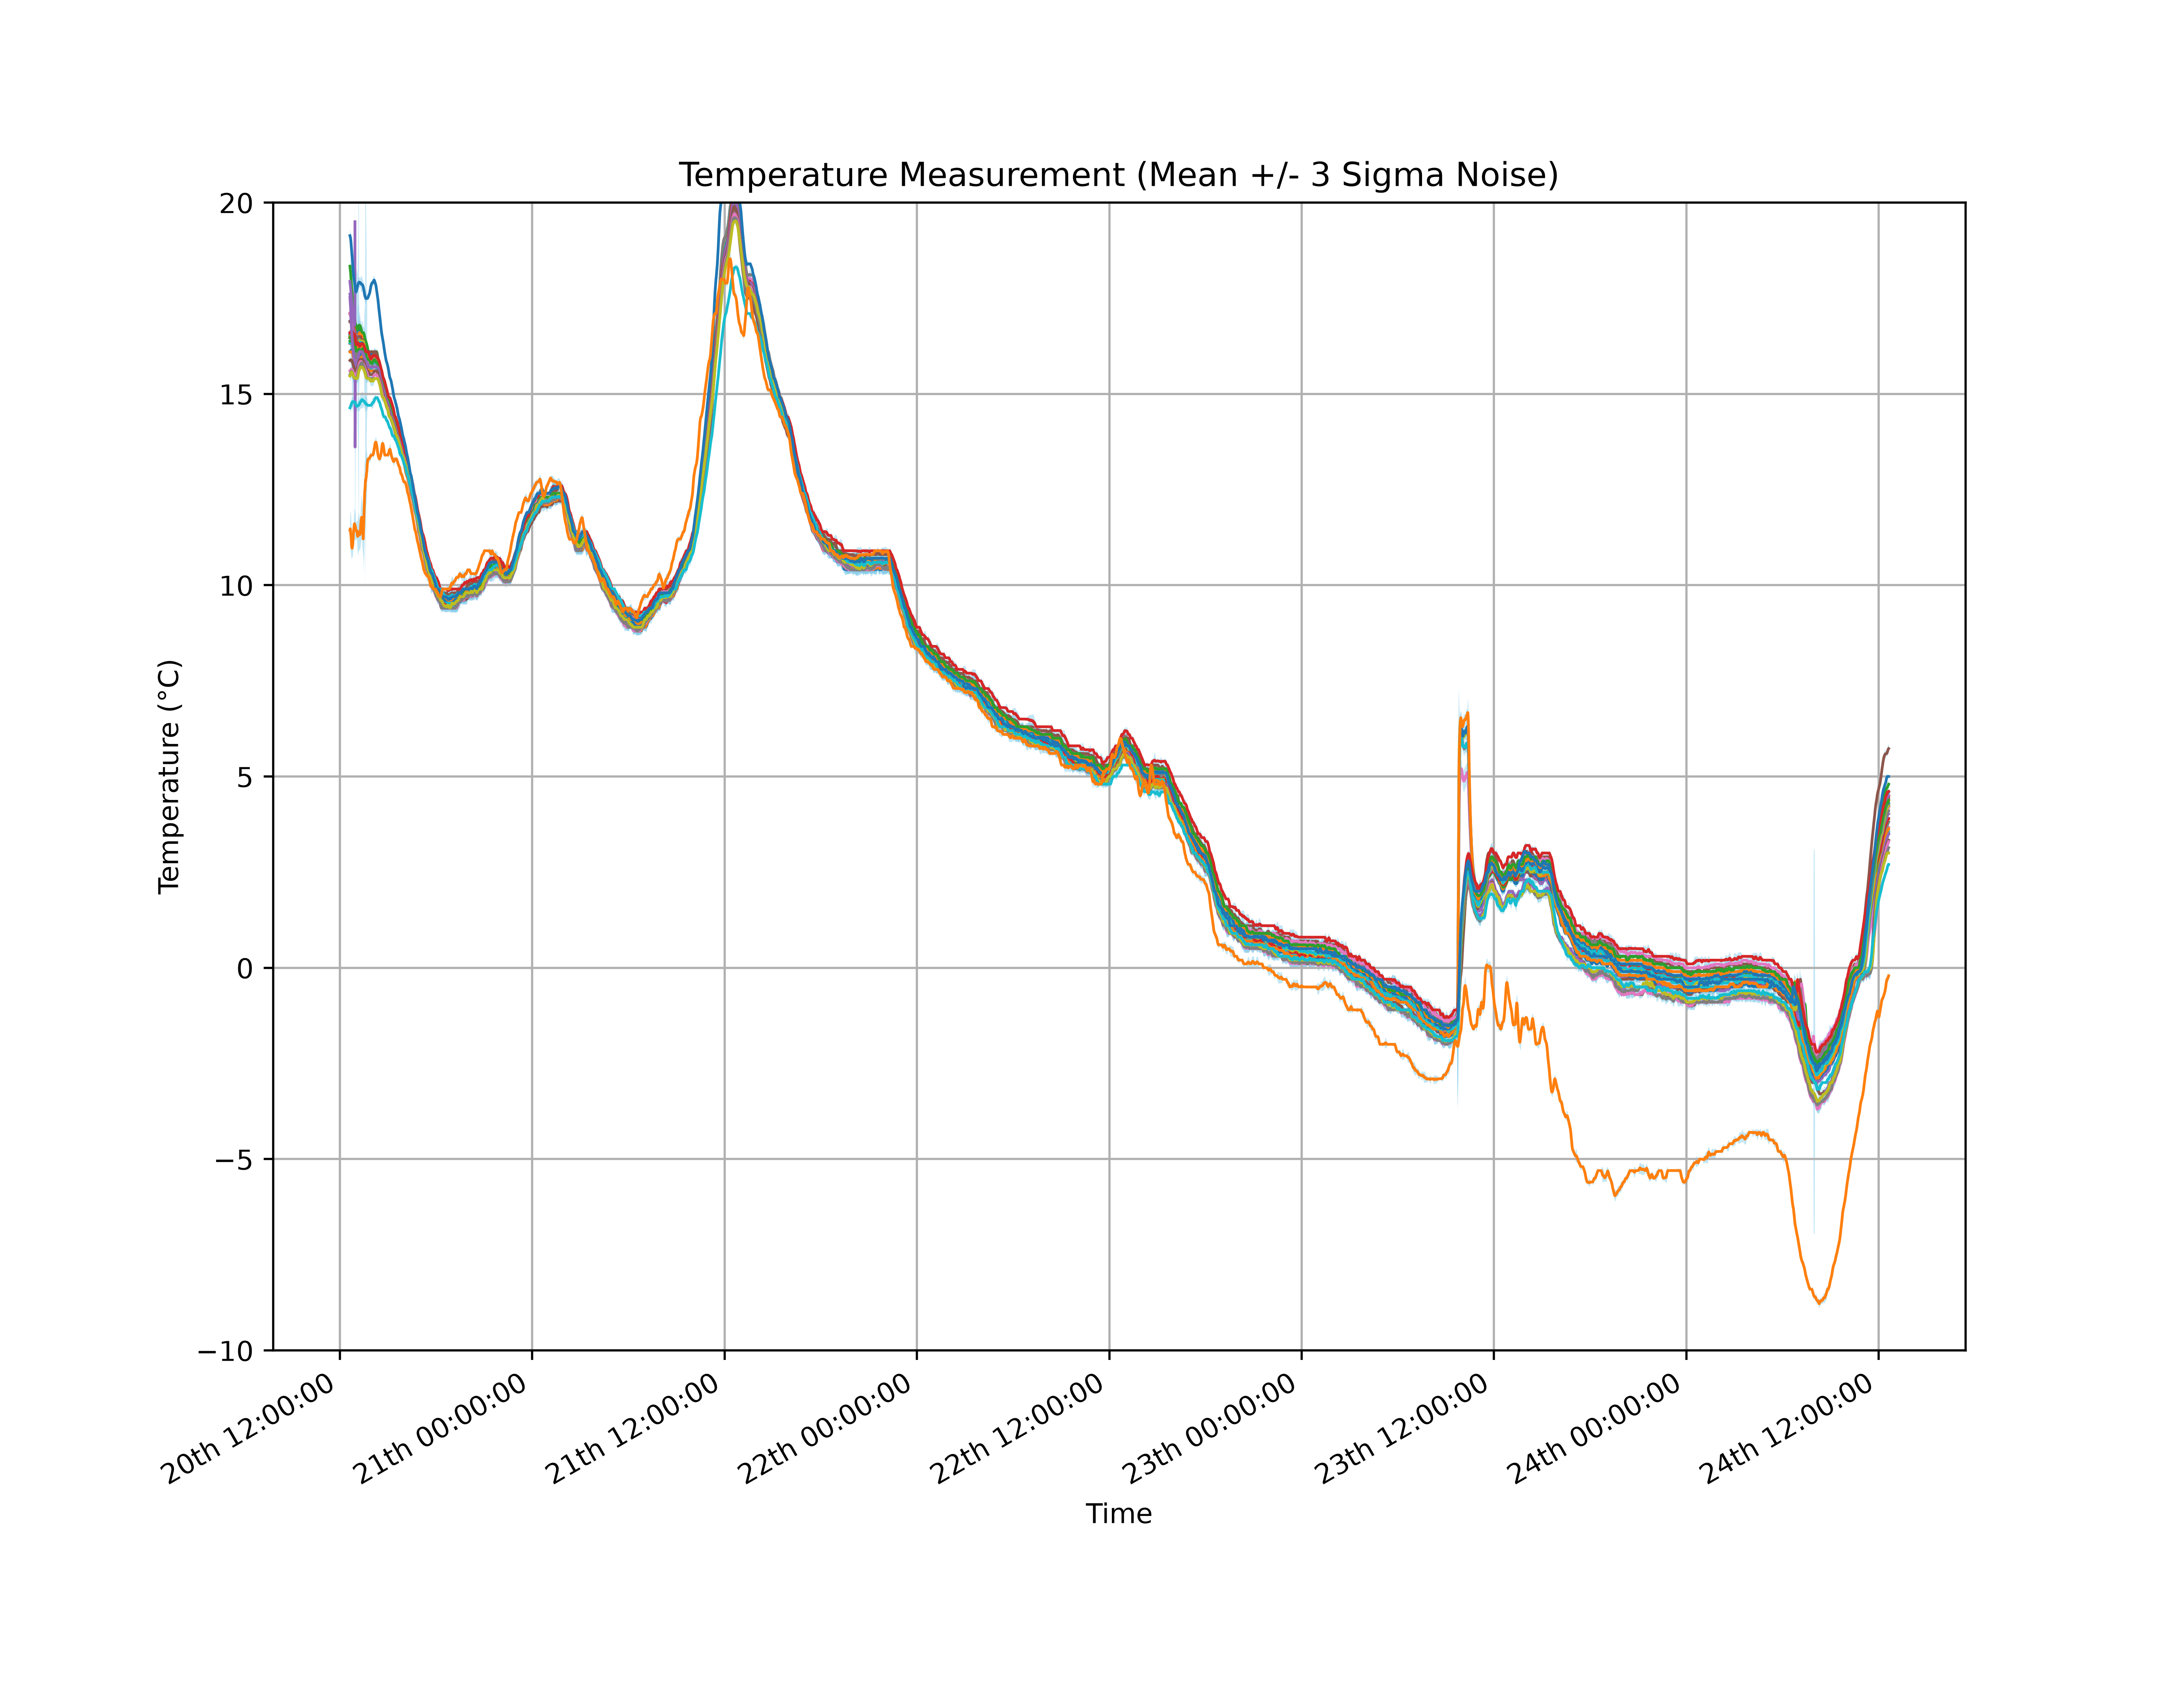 Temperature Measurement (Mean +/- 3 Sigma Noise)
20
15
10
5
0
−5
−10
Temperature (°C)
20th 12:00:00
21th 00:00:00
21th 12:00:00
22th 00:00:00
22th 12:00:00
23th 00:00:00
23th 12:00:00
24th 00:00:00
24th 12:00:00
Time